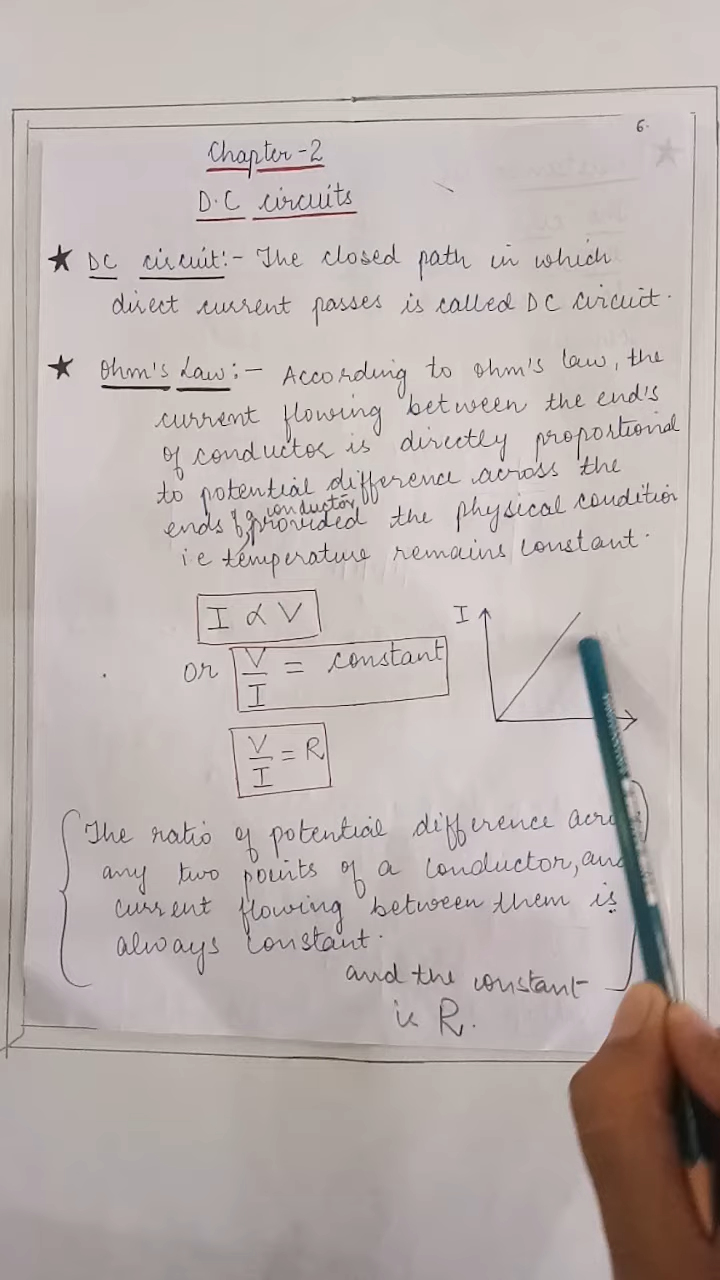 6.
Chapter-2
D.C circuits
★ DC circuit:- The closed path in which
direct current passes is called DC circuit.
★ Ohm's Law:- According to ohm's law, the
current flowing between the end's
of conductor is directly proportional
to potential difference across the
ends of a conductor, provided the physical condition
i.e temperature remains constant.
I ∝ V
or V/I = constant
I
V/I = R
The ratio of potential difference
any two points of a conductor, and
current flowing between them is
always constant.
and the constant
is R.